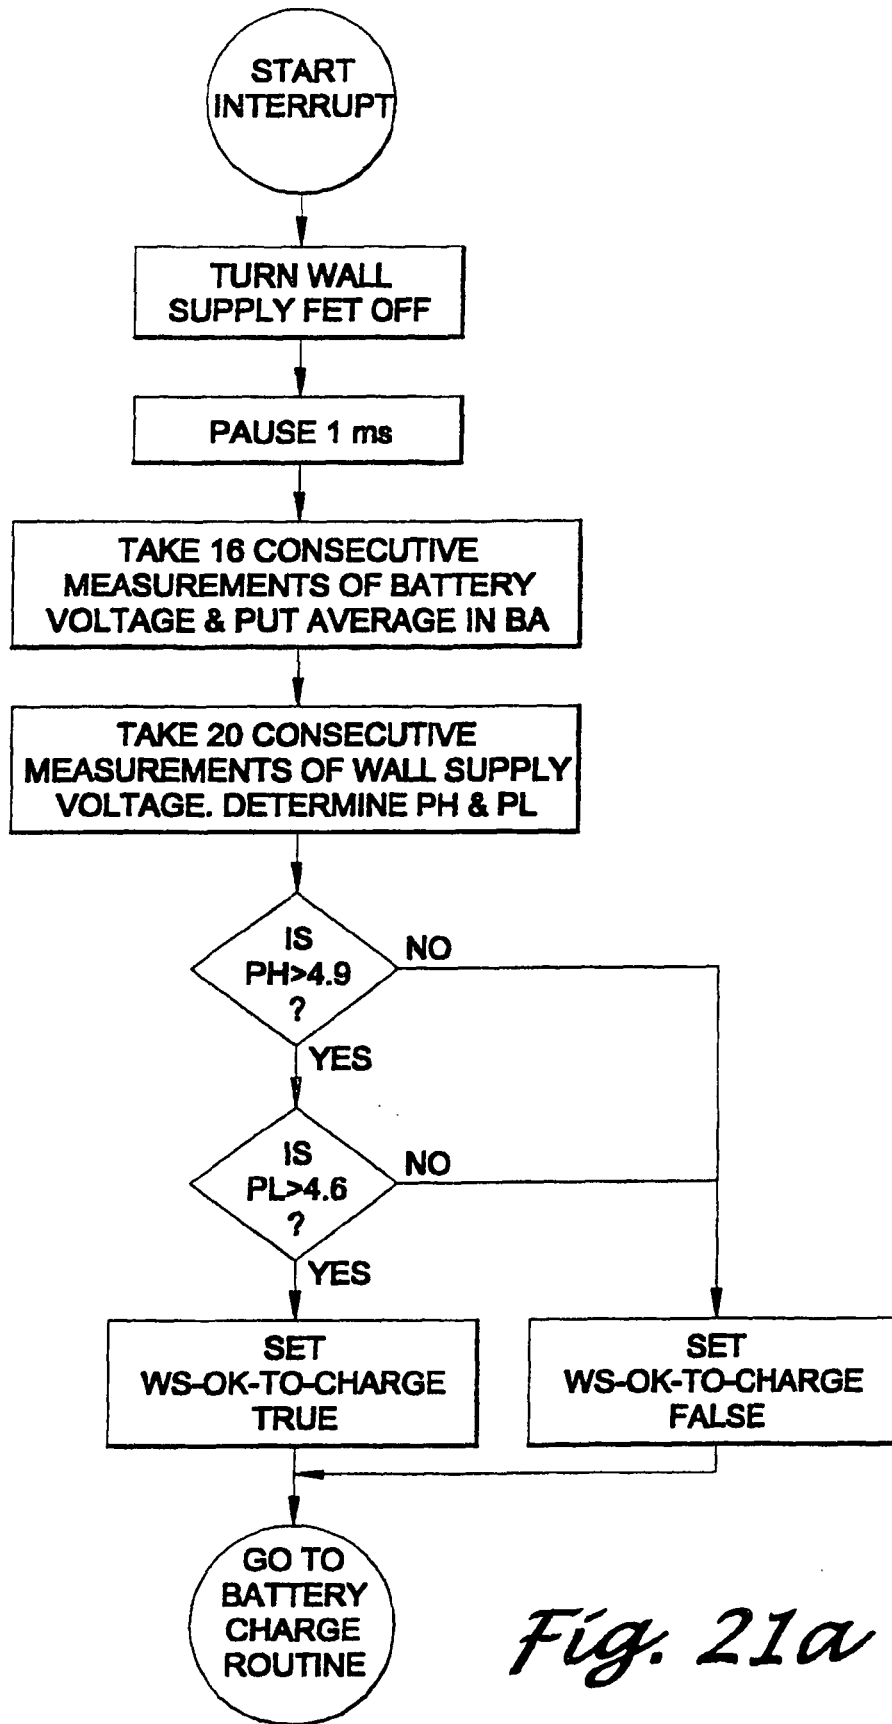 START
INTERRUPT
TURN WALL
SUPPLY FET OFF
PAUSE 1 ms
TAKE 16 CONSECUTIVE
MEASUREMENTS OF BATTERY
VOLTAGE & PUT AVERAGE IN BA
TAKE 20 CONSECUTIVE
MEASUREMENTS OF WALL SUPPLY
VOLTAGE. DETERMINE PH & PL
IS
PH>4.9
?
NO
YES
IS
PL>4.6
?
NO
YES
SET
WS-OK-TO-CHARGE
TRUE
SET
WS-OK-TO-CHARGE
FALSE
GO TO
BATTERY
CHARGE
ROUTINE
Fig. 21a